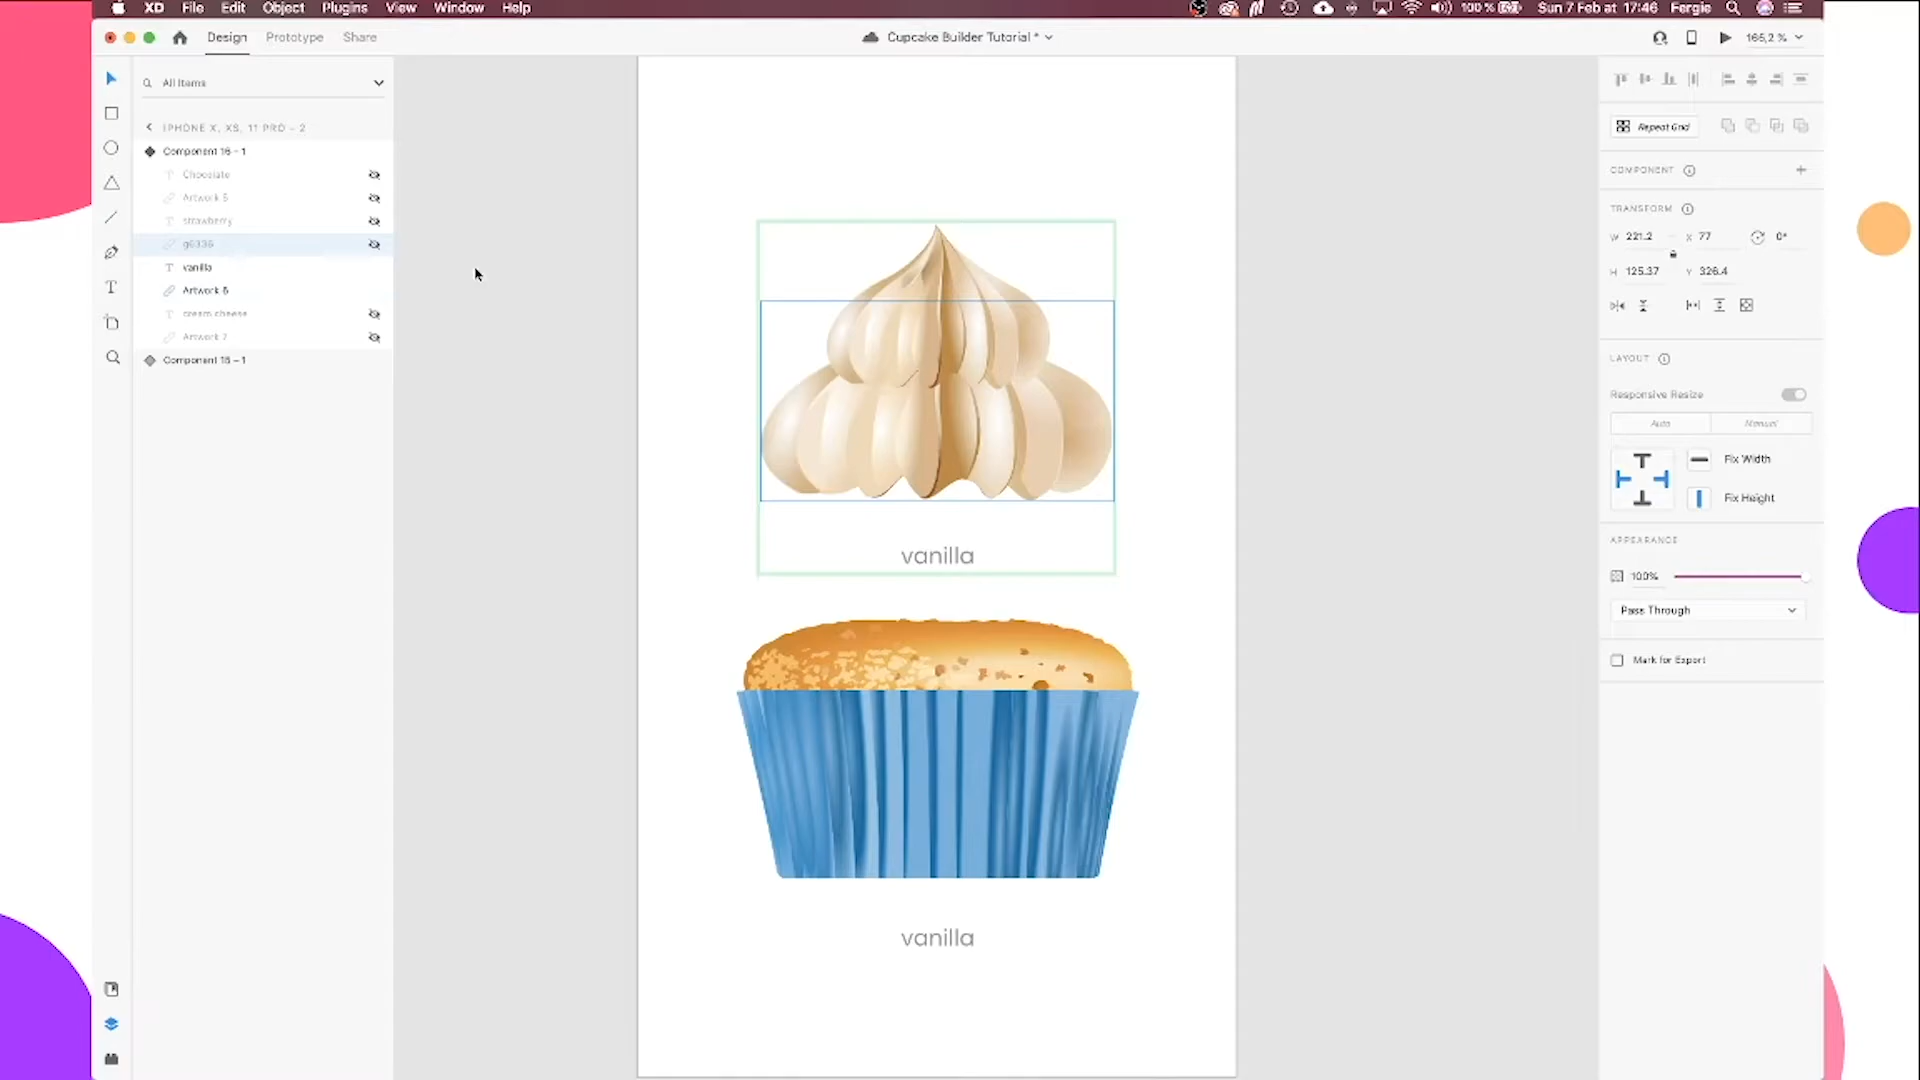 XD File Edit Object Plugins View Window Help 100 % Sun 7 Feb at 17:46 Fergie
Design Prototype Share Cupcake Builder Tutorial * 166,2 %
All Items
IPHONE X, XS, 11 PRO – 2
Component 16 – 1
Chocolate
Artwork 5
strawberry
g6336
vanilla
Artwork 6
cream cheese
Artwork 7
Component 15 – 1
vanilla
vanilla
Repeat Grid
COMPONENT
TRANSFORM
W 221.2 X 77 0°
H 125.37 Y 326.4
LAYOUT
Responsive Resize
Auto Manual
Fix Width
Fix Height
APPEARANCE
100%
Pass Through
Mark for Export